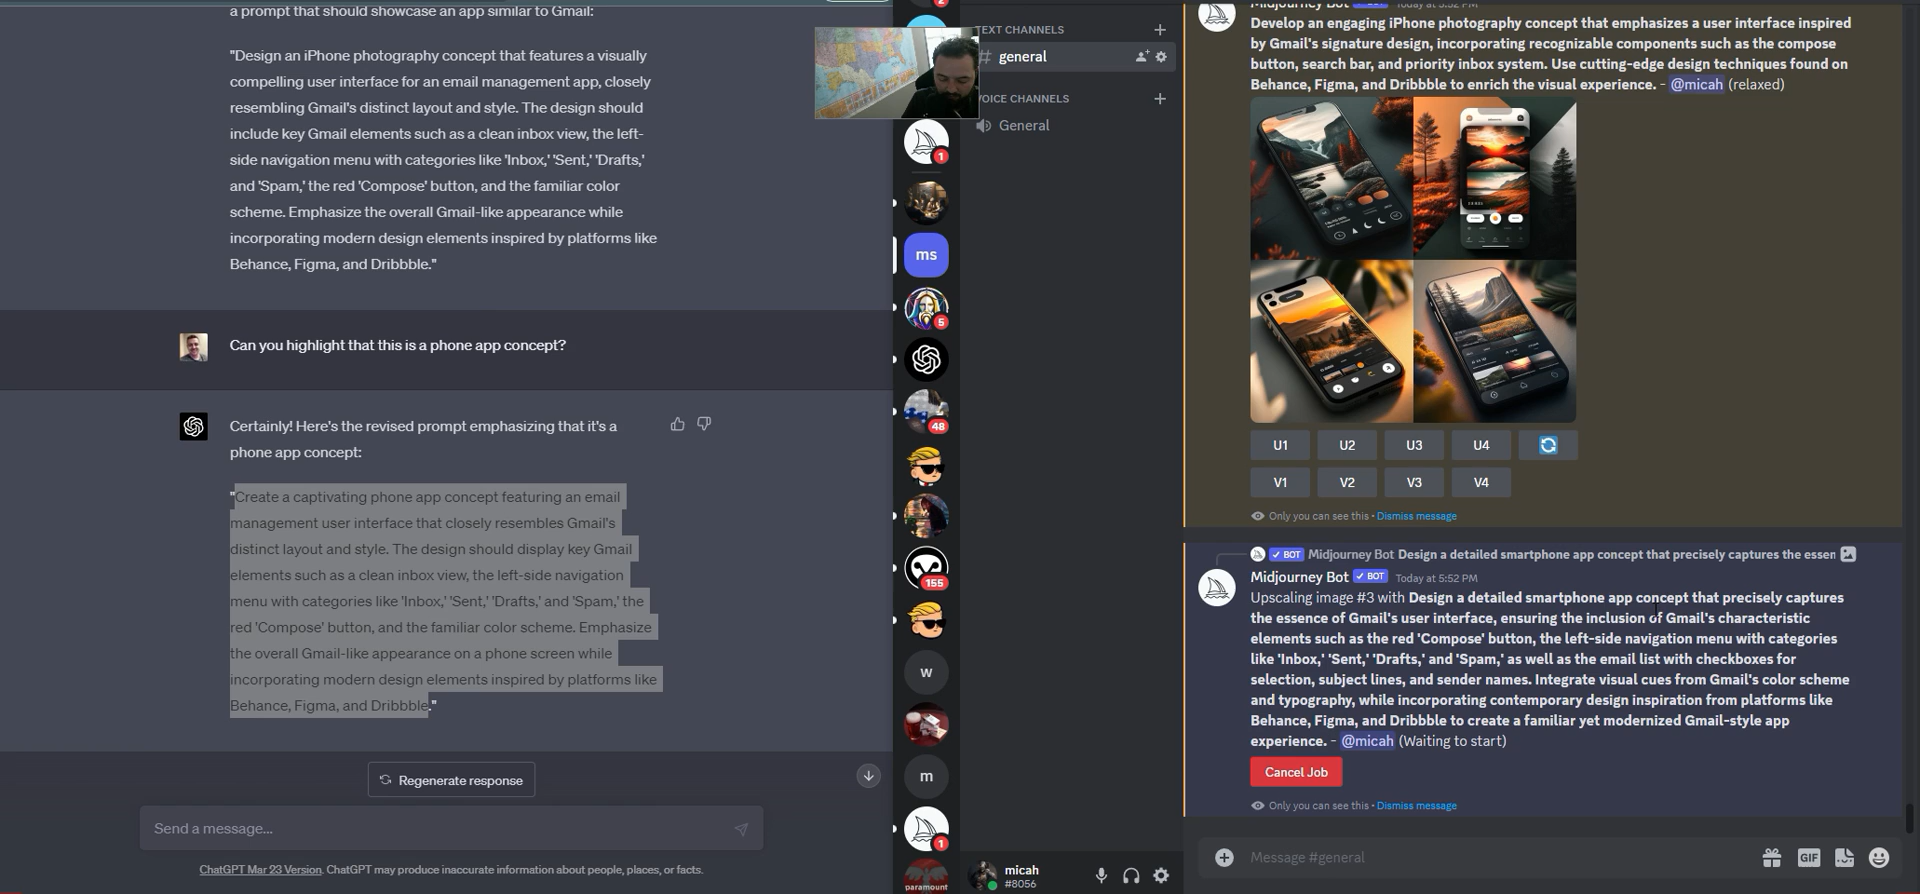 a prompt that should showcase an app similar to Gmail:
"Design an iPhone photography concept that features a visually
compelling user interface for an email management app, closely
resembling Gmail's distinct layout and style. The design should
include key Gmail elements such as a clean inbox view, the left-
side navigation menu with categories like 'Inbox,' 'Sent,' 'Drafts,'
and 'Spam,' the red 'Compose' button, and the familiar color
scheme. Emphasize the overall Gmail-like appearance while
incorporating modern design elements inspired by platforms like
Behance, Figma, and Dribbble."
Can you highlight that this is a phone app concept?
Certainly! Here's the revised prompt emphasizing that it's a
phone app concept:
"Create a captivating phone app concept featuring an email
management user interface that closely resembles Gmail's
distinct layout and style. The design should display key Gmail
elements such as a clean inbox view, the left-side navigation
menu with categories like 'Inbox,' 'Sent,' 'Drafts,' and 'Spam,' the
red 'Compose' button, and the familiar color scheme. Emphasize
the overall Gmail-like appearance on a phone screen while
incorporating modern design elements inspired by platforms like
Behance, Figma, and Dribbble."
Regenerate response
Send a message...
ChatGPT Mar 23 Version. ChatGPT may produce inaccurate information about people, places, or facts.
2
1
ms
5
48
155
w
m
1
paramount
TEXT CHANNELS
general
VOICE CHANNELS
General
micah
#8056
Midjourney Bot BOT Today at 5:52 PM
Develop an engaging iPhone photography concept that emphasizes a user interface inspired
by Gmail's signature design, incorporating recognizable components such as the compose
button, search bar, and priority inbox system. Use cutting-edge design techniques found on
Behance, Figma, and Dribbble to enrich the visual experience. - @micah (relaxed)
U1 U2 U3 U4
V1 V2 V3 V4
Only you can see this • Dismiss message
BOT Midjourney Bot Design a detailed smartphone app concept that precisely captures the essen
Midjourney Bot BOT Today at 5:52 PM
Upscaling image #3 with Design a detailed smartphone app concept that precisely captures
the essence of Gmail's user interface, ensuring the inclusion of Gmail's characteristic
elements such as the red 'Compose' button, the left-side navigation menu with categories
like 'Inbox,' 'Sent,' 'Drafts,' and 'Spam,' as well as the email list with checkboxes for
selection, subject lines, and sender names. Integrate visual cues from Gmail's color scheme
and typography, while incorporating contemporary design inspiration from platforms like
Behance, Figma, and Dribbble to create a familiar yet modernized Gmail-style app
experience. - @micah (Waiting to start)
Cancel Job
Only you can see this • Dismiss message
Message #general
GIF